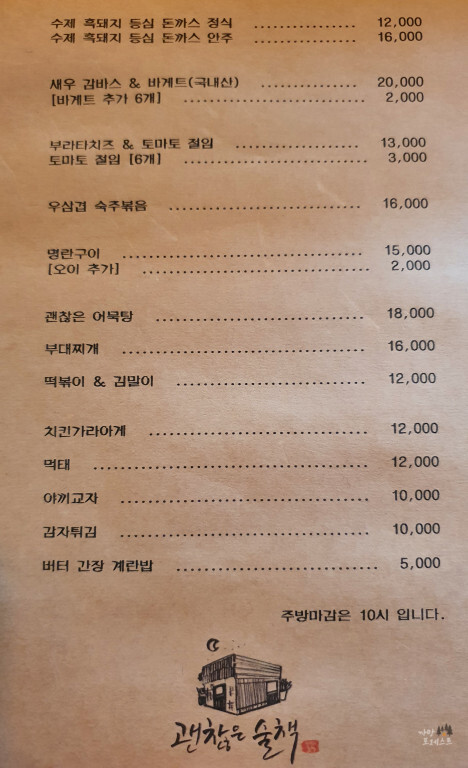 수제 흑돼지 등심 돈까스 정식 ................ 12,000
수제 흑돼지 등심 돈까스 안주 ................ 16,000
새우 감바스 & 바게트(국내산) ............... 20,000
[바게트 추가 6개] ............................ 2,000
부라타치즈 & 토마토 절임 ................... 13,000
토마토 절임 [6개] ............................ 3,000
우삼겹 숙주볶음 .............................. 16,000
명란구이 ...................................... 15,000
[오이 추가] ................................... 2,000
괜찮은 어묵탕 ................................. 18,000
부대찌개 ...................................... 16,000
떡볶이 & 김말이 .............................. 12,000
치킨가라아게 .................................. 12,000
먹태 .......................................... 12,000
야끼교자 ...................................... 10,000
감자튀김 ...................................... 10,000
버터 간장 계란밥 ............................. 5,000
주방마감은 10시 입니다.
괜찮은 술책